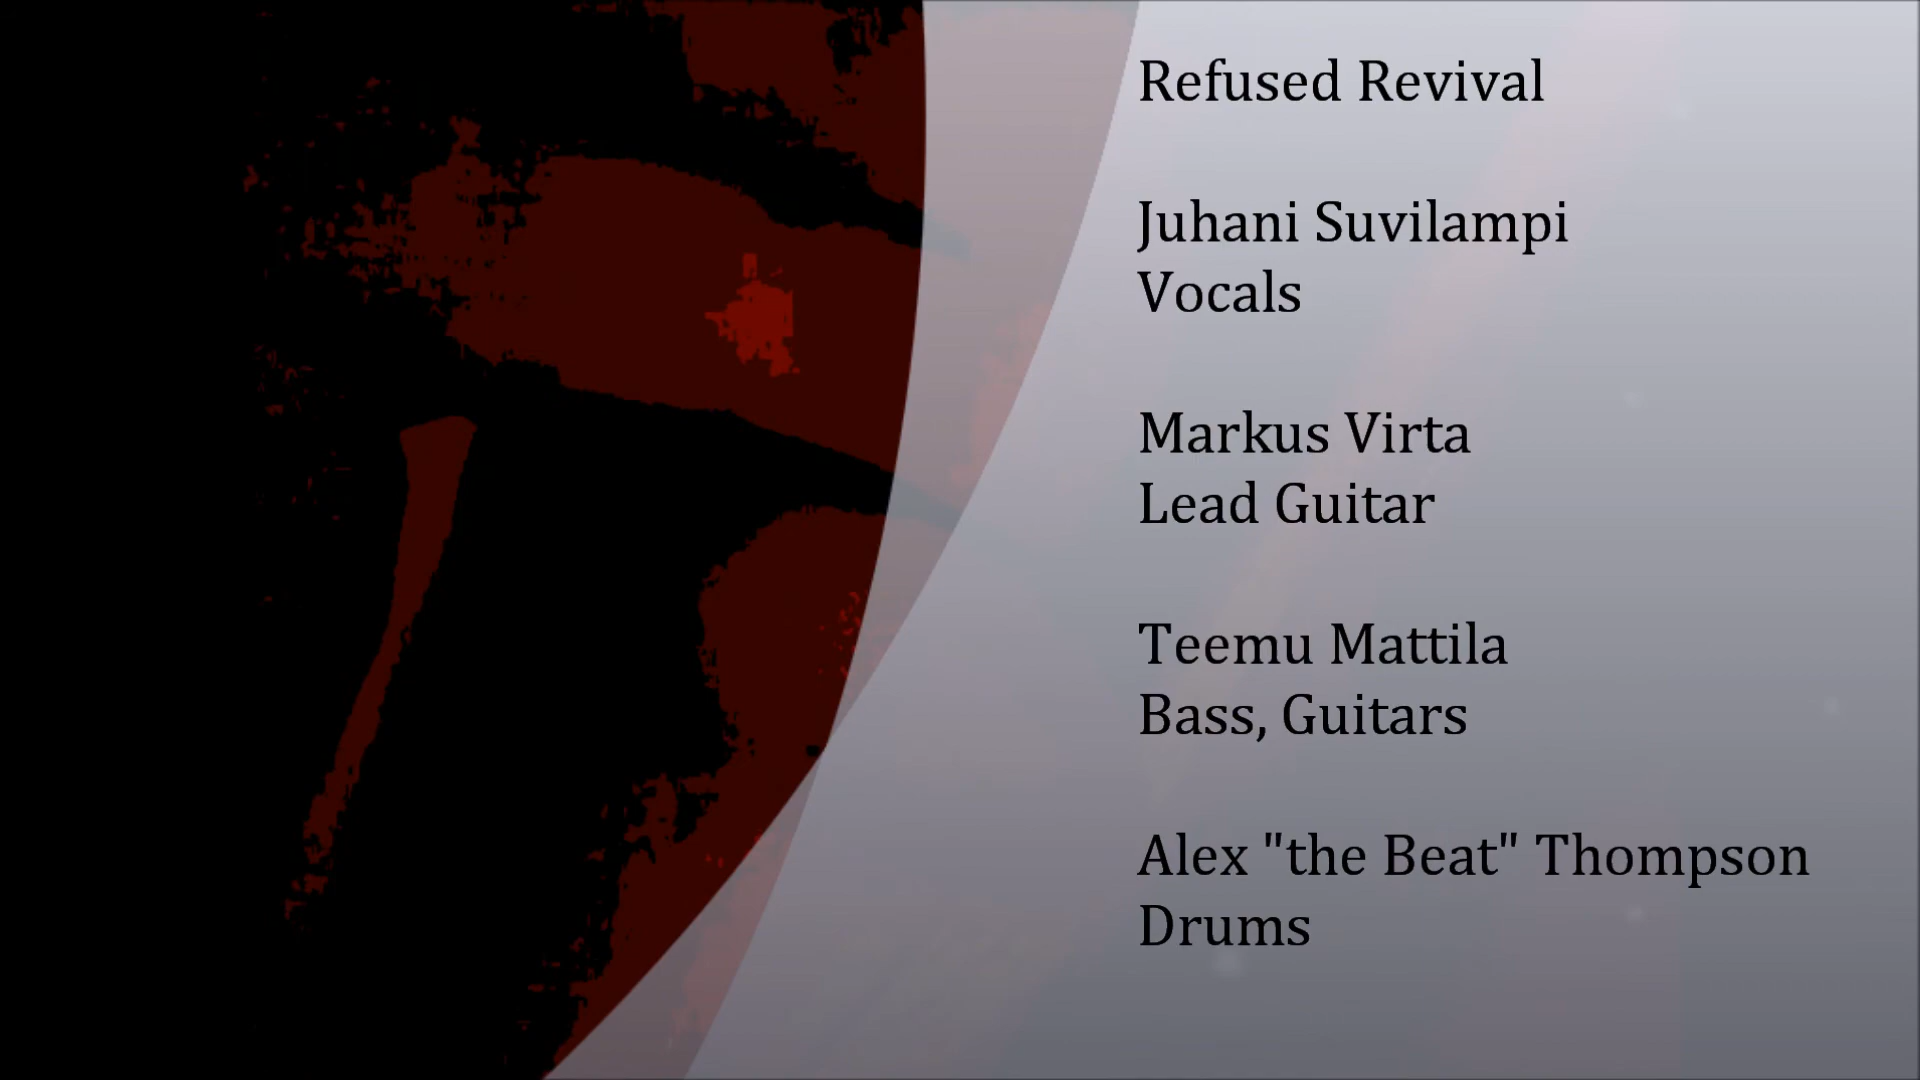 Refused Revival
Juhani Suvilampi
Vocals
Markus Virta
Lead Guitar
Teemu Mattila
Bass, Guitars
Alex "the Beat" Thompson
Drums